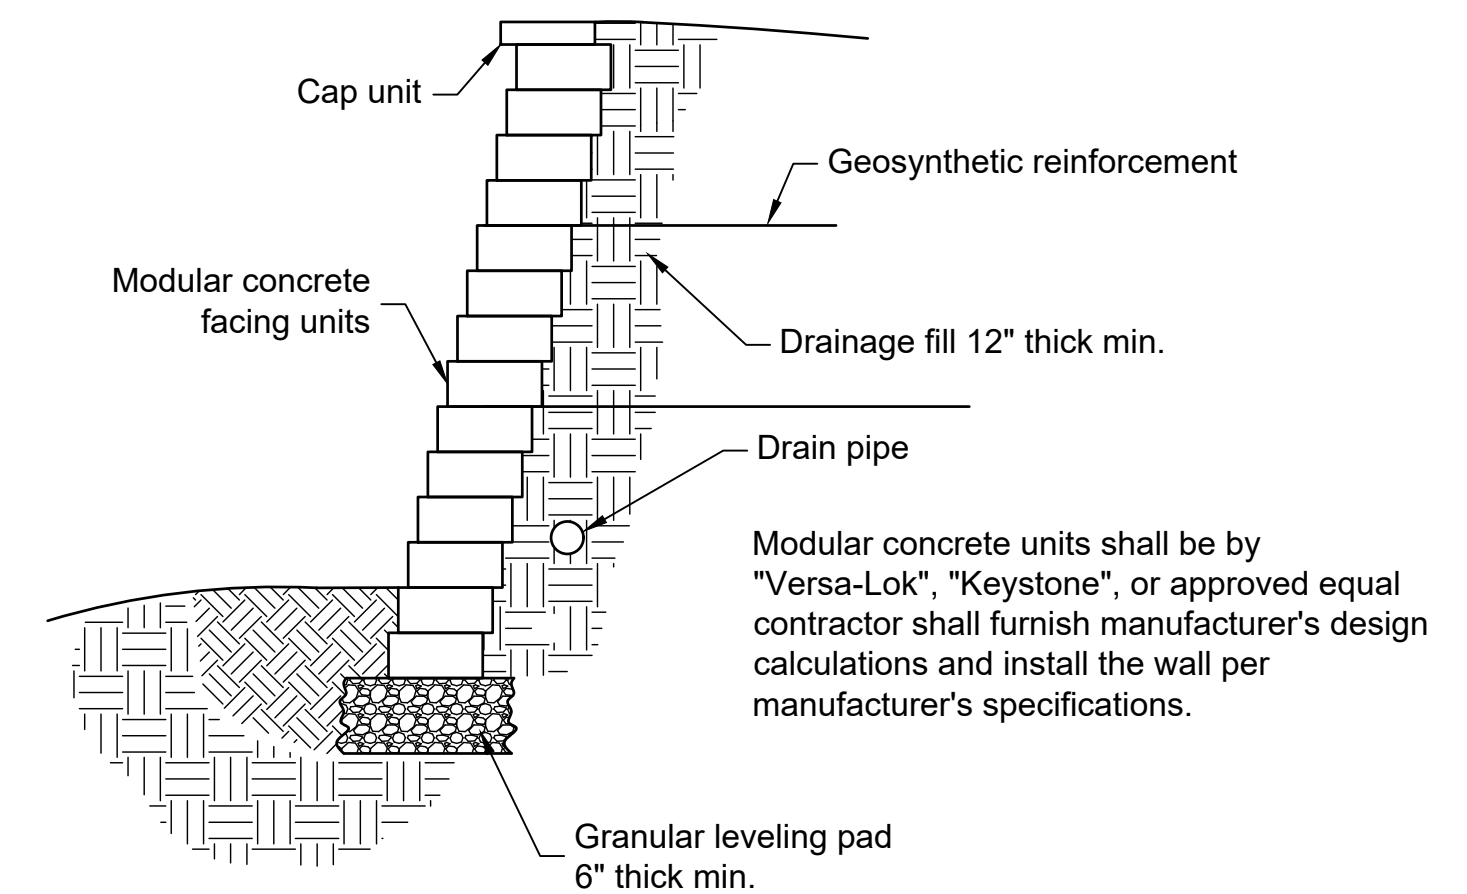 Cap unit
Geosynthetic reinforcement
Modular concrete
facing units
Drainage fill 12" thick min.
Drain pipe
Modular concrete units shall be by
"Versa-Lok", "Keystone", or approved equal
contractor shall furnish manufacturer's design
calculations and install the wall per
manufacturer's specifications.
Granular leveling pad
6" thick min.